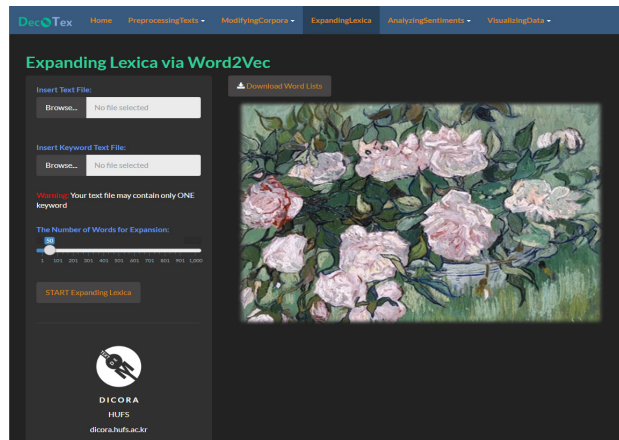 DecOTex Home PreprocessingTexts ModifyingCorpora ExpandingLexica AnalyzingSentiments VisualizingData
Expanding Lexica via Word2Vec
Insert Text File:
Browse... No file selected
Insert Keyword Text File:
Browse... No file selected
Warning: Your text file may contain only ONE
keyword
The Number of Words for Expansion:
50
1 101 201 301 401 501 601 701 801 901 1,000
START Expanding Lexica
DICORA
HUFS
dicora.hufs.ac.kr
Download Word Lists